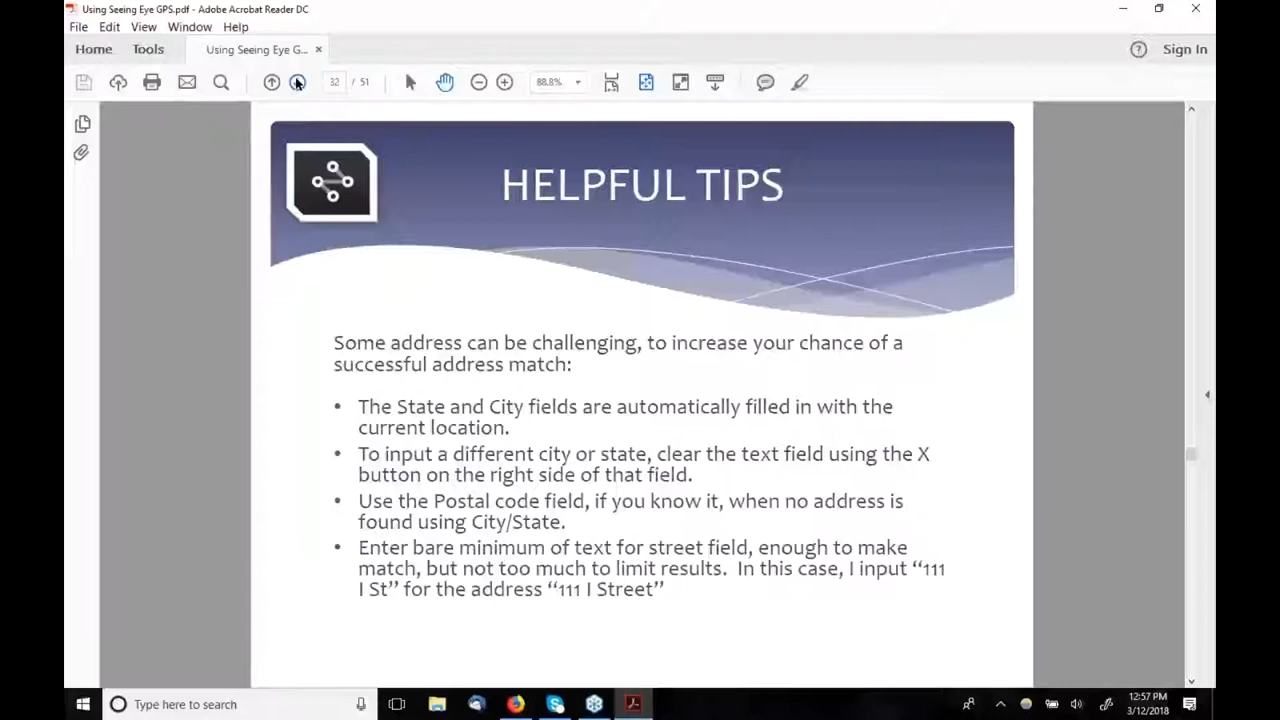 Using Seeing Eye GPS.pdf - Adobe Acrobat Reader DC
File Edit View Window Help
Home Tools Using Seeing Eye G... × Sign In
32 / 51 88.8%
HELPFUL TIPS
Some address can be challenging, to increase your chance of a
successful address match:
• The State and City fields are automatically filled in with the
current location.
• To input a different city or state, clear the text field using the X
button on the right side of that field.
• Use the Postal code field, if you know it, when no address is
found using City/State.
• Enter bare minimum of text for street field, enough to make
match, but not too much to limit results. In this case, I input “111
I St” for the address “111 I Street”
Type here to search
12:57 PM
3/12/2018